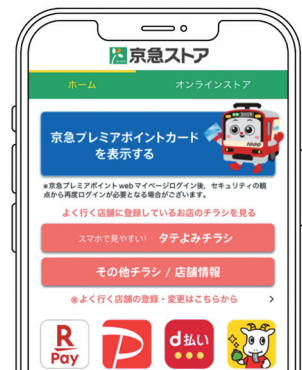 京急ストア
ホーム
オンラインストア
京急プレミアポイントカード
を表示する
1000
※京急プレミアポイント webマイページログイン後、セキュリティの観
点から再度ログインが必要となる場合がございます。
よく行く店舗に登録しているお店のチラシを見る
スマホで見やすい! タテよみチラシ
その他チラシ / 店舗情報
※よく行く店舗の登録・変更はこちらから >
R
Pay
d払い